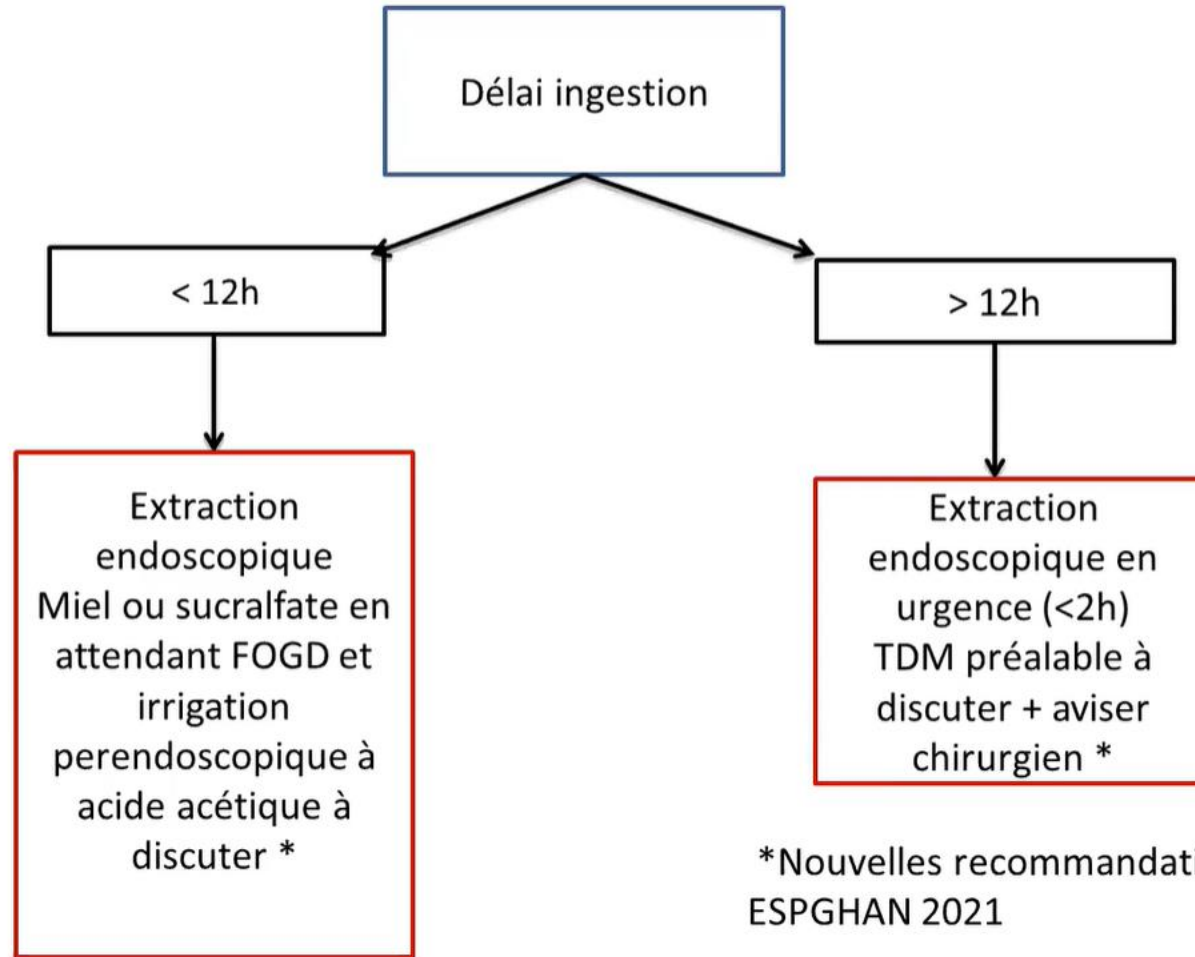 Délai ingestion
< 12h
> 12h
Extraction
endoscopique
Miel ou sucralfate en
attendant FOGD et
irrigation
perendoscopique à
acide acétique à
discuter *
Extraction
endoscopique en
urgence (<2h)
TDM préalable à
discuter + aviser
chirurgien *
*Nouvelles
ESPGHAN 2021